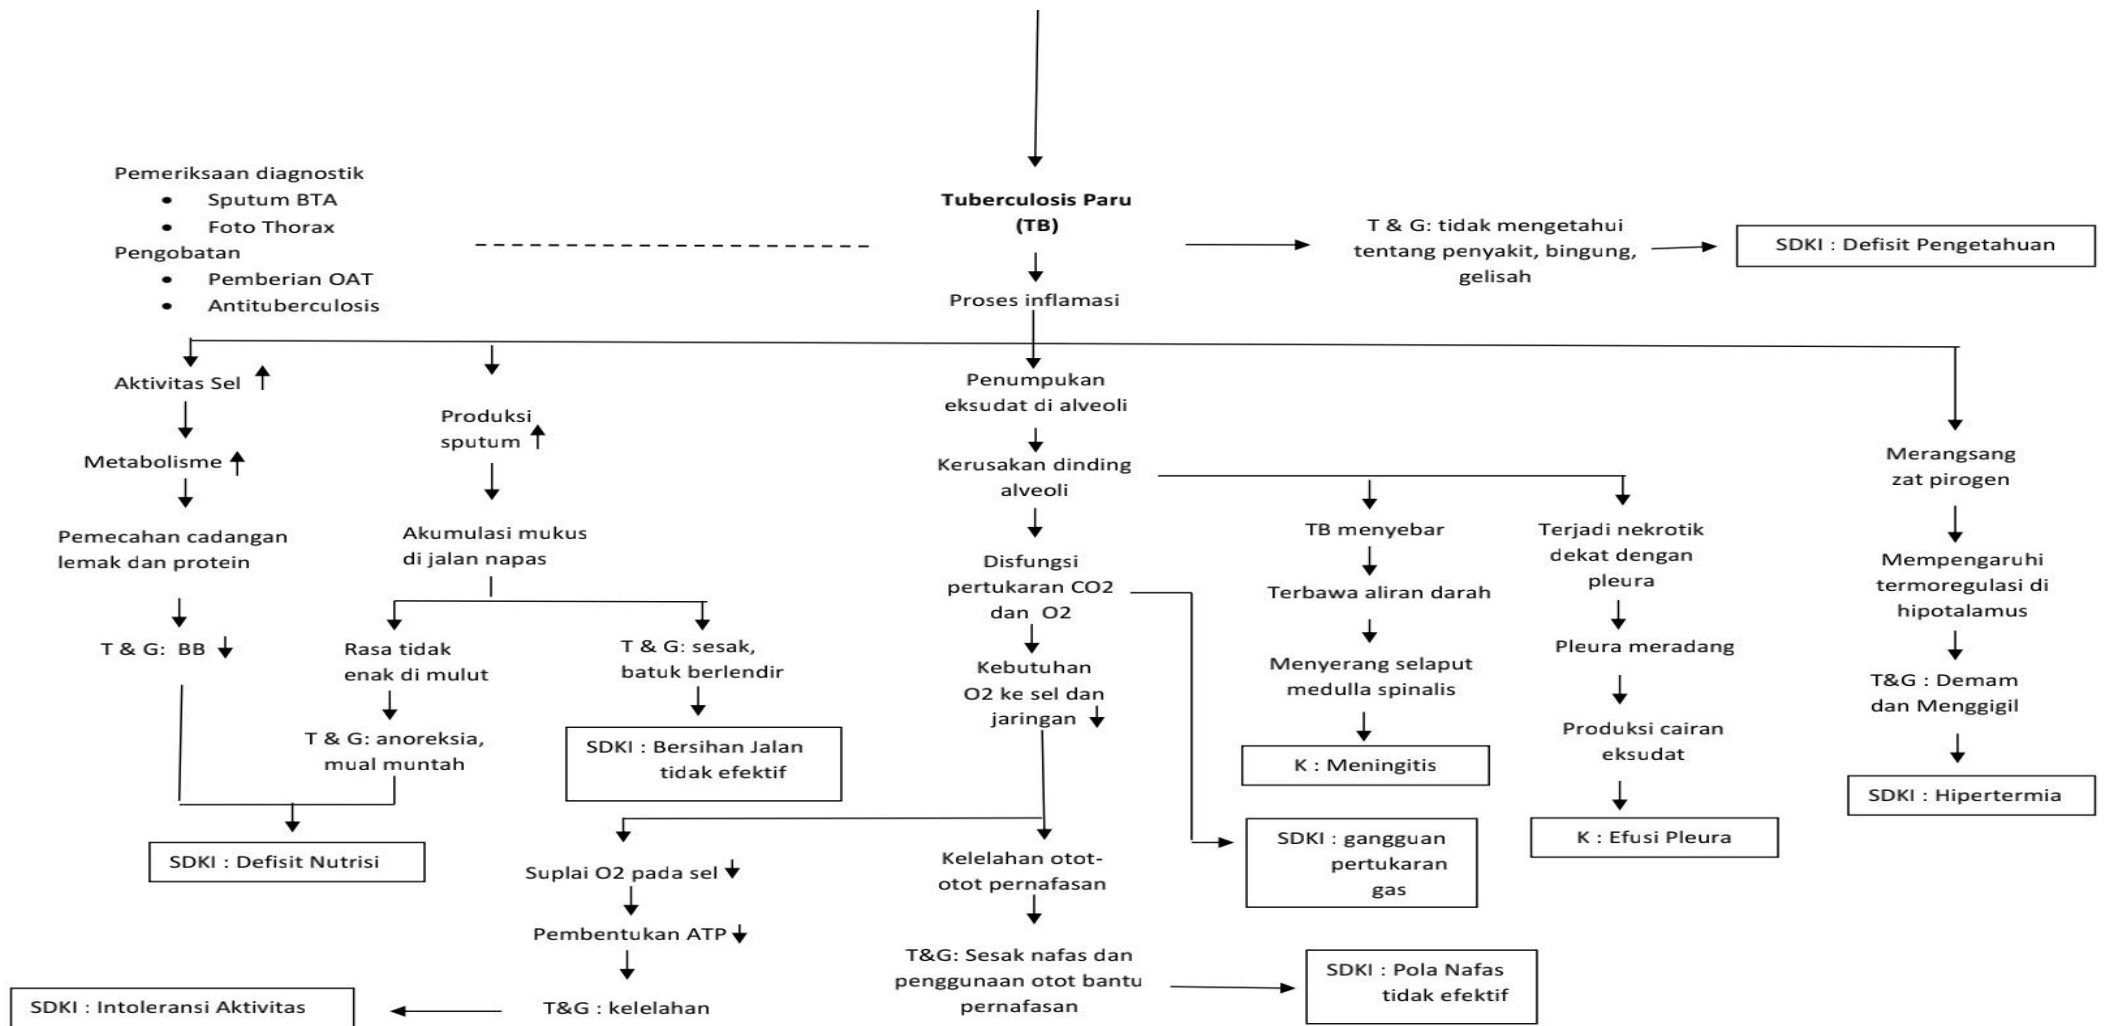 Pemeriksaan diagnostik
• Sputum BTA
• Foto Thorax
Pengobatan
• Pemberian OAT
• Antituberculosis
Tuberculosis Paru
(TB)
T & G: tidak mengetahui
tentang penyakit, bingung,
gelisah
SDKI : Defisit Pengetahuan
Proses inflamasi
Aktivitas Sel ↑
Metabolisme ↑
Pemecahan cadangan
lemak dan protein
T & G: BB ↓
Produksi
sputum ↑
Akumulasi mukus
di jalan napas
Rasa tidak
enak di mulut
T & G: anoreksia,
mual muntah
SDKI : Defisit Nutrisi
T & G: sesak,
batuk berlendir
SDKI : Bersihan Jalan
tidak efektif
Penumpukan
eksudat di alveoli
Kerusakan dinding
alveoli
Disfungsi
pertukaran CO2
dan O2
Kebutuhan
O2 ke sel dan
jaringan ↓
Suplai O2 pada sel ↓
Pembentukan ATP ↓
T&G : kelelahan
SDKI : Intoleransi Aktivitas
Kelelahan otot-
otot pernafasan
T&G: Sesak nafas dan
penggunaan otot bantu
pernafasan
SDKI : Pola Nafas
tidak efektif
SDKI : gangguan
pertukaran
gas
TB menyebar
Terbawa aliran darah
Menyerang selaput
medulla spinalis
K : Meningitis
Terjadi nekrotik
dekat dengan
pleura
Pleura meradang
Produksi cairan
eksudat
K : Efusi Pleura
Merangsang
zat pirogen
Mempengaruhi
termoregulasi di
hipotalamus
T&G : Demam
dan Menggigil
SDKI : Hipertermia